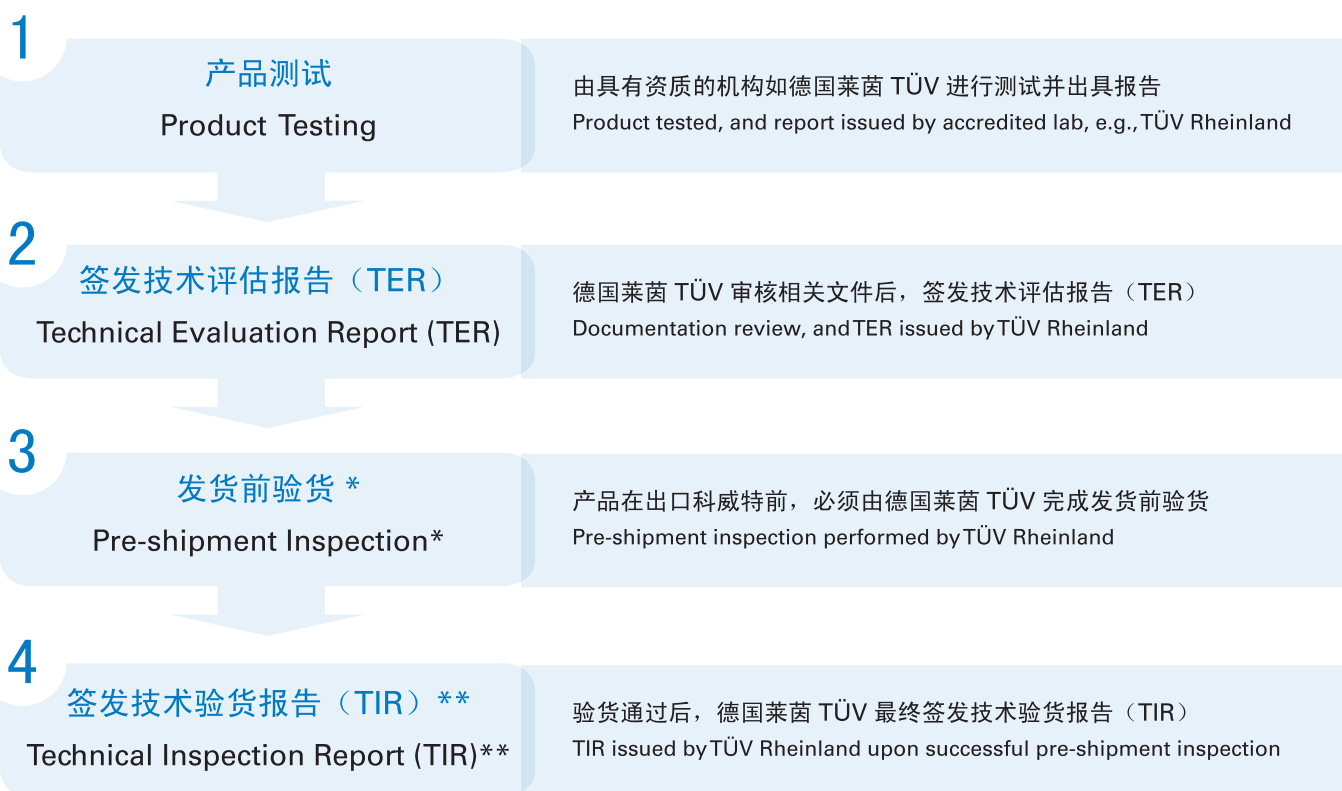 1
产品测试
Product Testing
由具有资质的机构如德国莱茵 TÜV 进行测试并出具报告
Product tested, and report issued by accredited lab, e.g., TÜV Rheinland
2
签发技术评估报告（TER）
Technical Evaluation Report (TER)
德国莱茵 TÜV 审核相关文件后，签发技术评估报告（TER）
Documentation review, and TER issued by TÜV Rheinland
3
发货前验货 *
Pre-shipment Inspection*
产品在出口科威特前，必须由德国莱茵 TÜV 完成发货前验货
Pre-shipment inspection performed by TÜV Rheinland
4
签发技术验货报告（TIR）**
Technical Inspection Report (TIR)**
验货通过后，德国莱茵 TÜV 最终签发技术验货报告（TIR）
TIR issued by TÜV Rheinland upon successful pre-shipment inspection